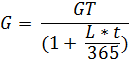 G = GT / (1 + L * t / 365)